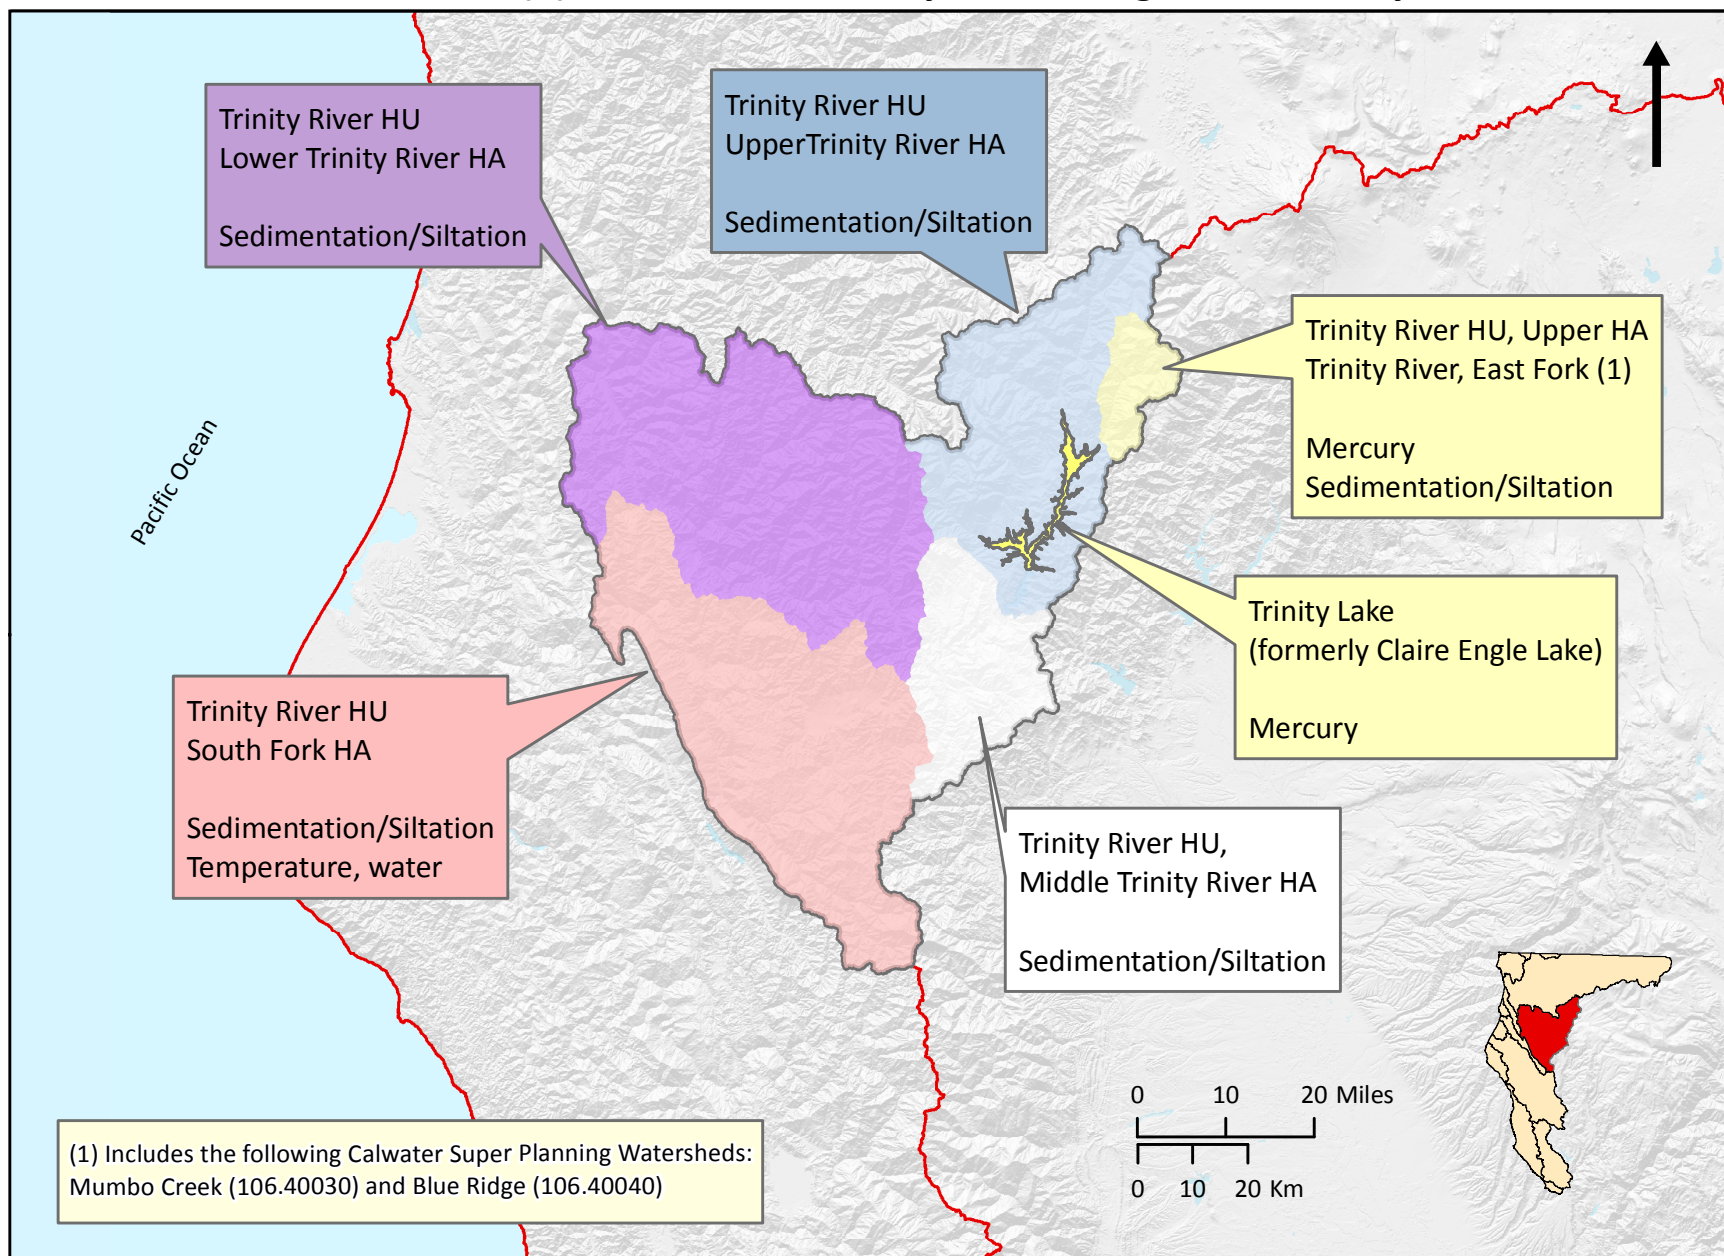 Trinity River HU
Lower Trinity River HA
Sedimentation/Siltation
Trinity River HU
UpperTrinity River HA
Sedimentation/Siltation
Trinity River HU, Upper HA
Trinity River, East Fork (1)
Mercury
Sedimentation/Siltation
Pacific Ocean
Trinity Lake
(formerly Claire Engle Lake)
Mercury
Trinity River HU
South Fork HA
Sedimentation/Siltation
Temperature, water
Trinity River HU,
Middle Trinity River HA
Sedimentation/Siltation
0 10 20 Miles
0 10 20 Km
(1) Includes the following Calwater Super Planning Watersheds:
Mumbo Creek (106.40030) and Blue Ridge (106.40040)